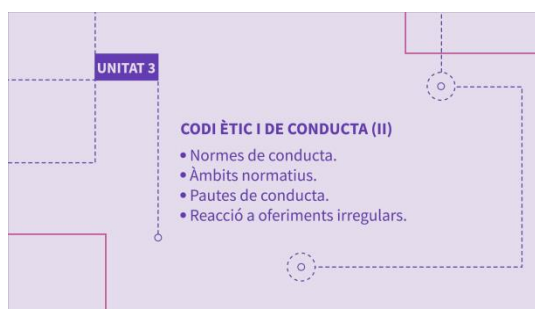 UNITAT 3
CODI ÈTIC I DE CONDUCTA (II)
• Normes de conducta.
• Àmbits normatius.
• Pautes de conducta.
• Reacció a oferiments irregulars.